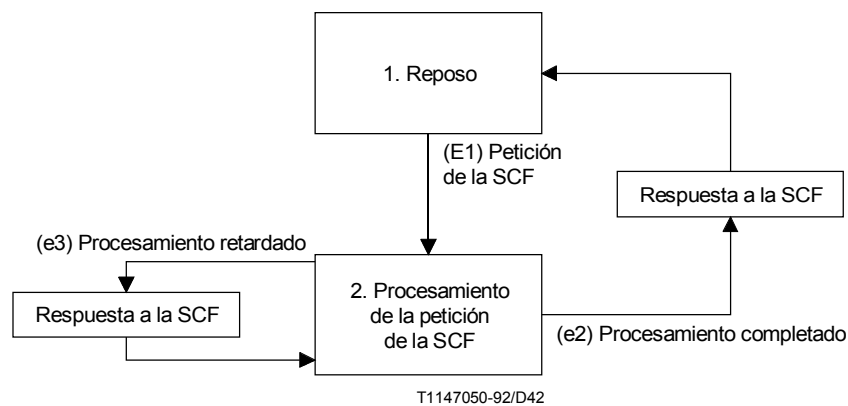 1. Reposo
(E1) Petición
de la SCF
Respuesta a la SCF
(e3) Procesamiento retardado
Respuesta a la SCF
2. Procesamiento
de la petición
de la SCF
(e2) Procesamiento completado
T1147050-92/D42